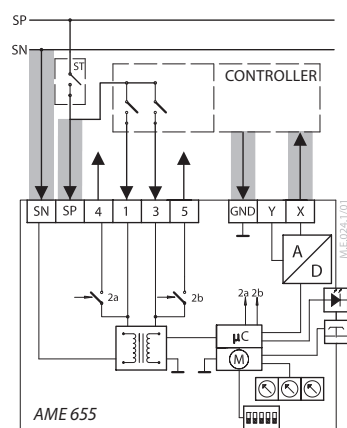 SP
SN
ST
CONTROLLER
SN SP 4 1 3 5 GND Y X
M.E.024.1/01
A
D
2a 2b 2a 2b
μC
M
AME 655